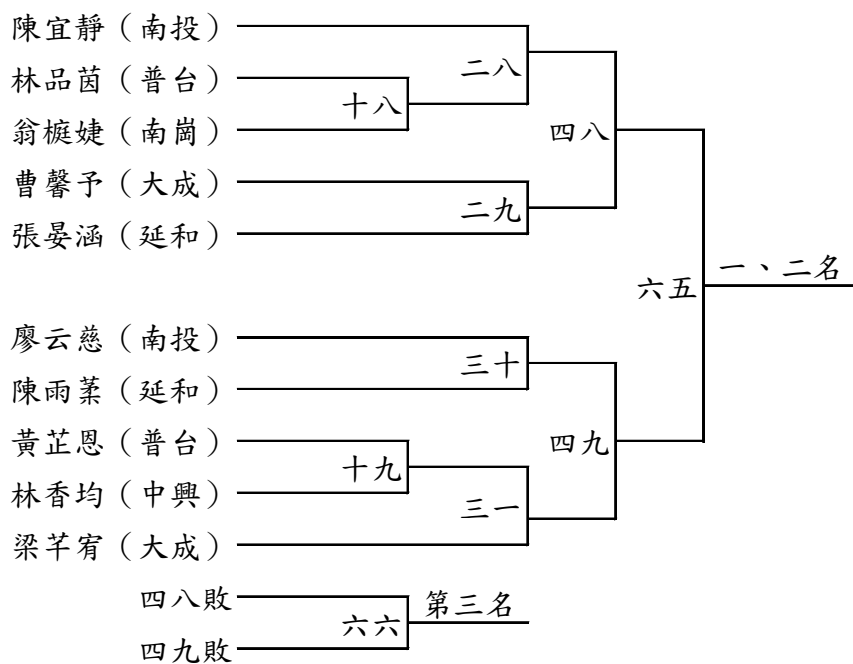 陳宜靜（南投）
二八
林品茵（普台）
十八
翁榳婕（南崗）
四八
曹馨予（大成）
二九
張晏涵（延和）
一、二名
六五
廖云慈（南投）
三十
陳雨葇（延和）
黃芷恩（普台）
四九
十九
林香均（中興）
三一
梁芊宥（大成）
四八敗
第三名
六六
四九敗